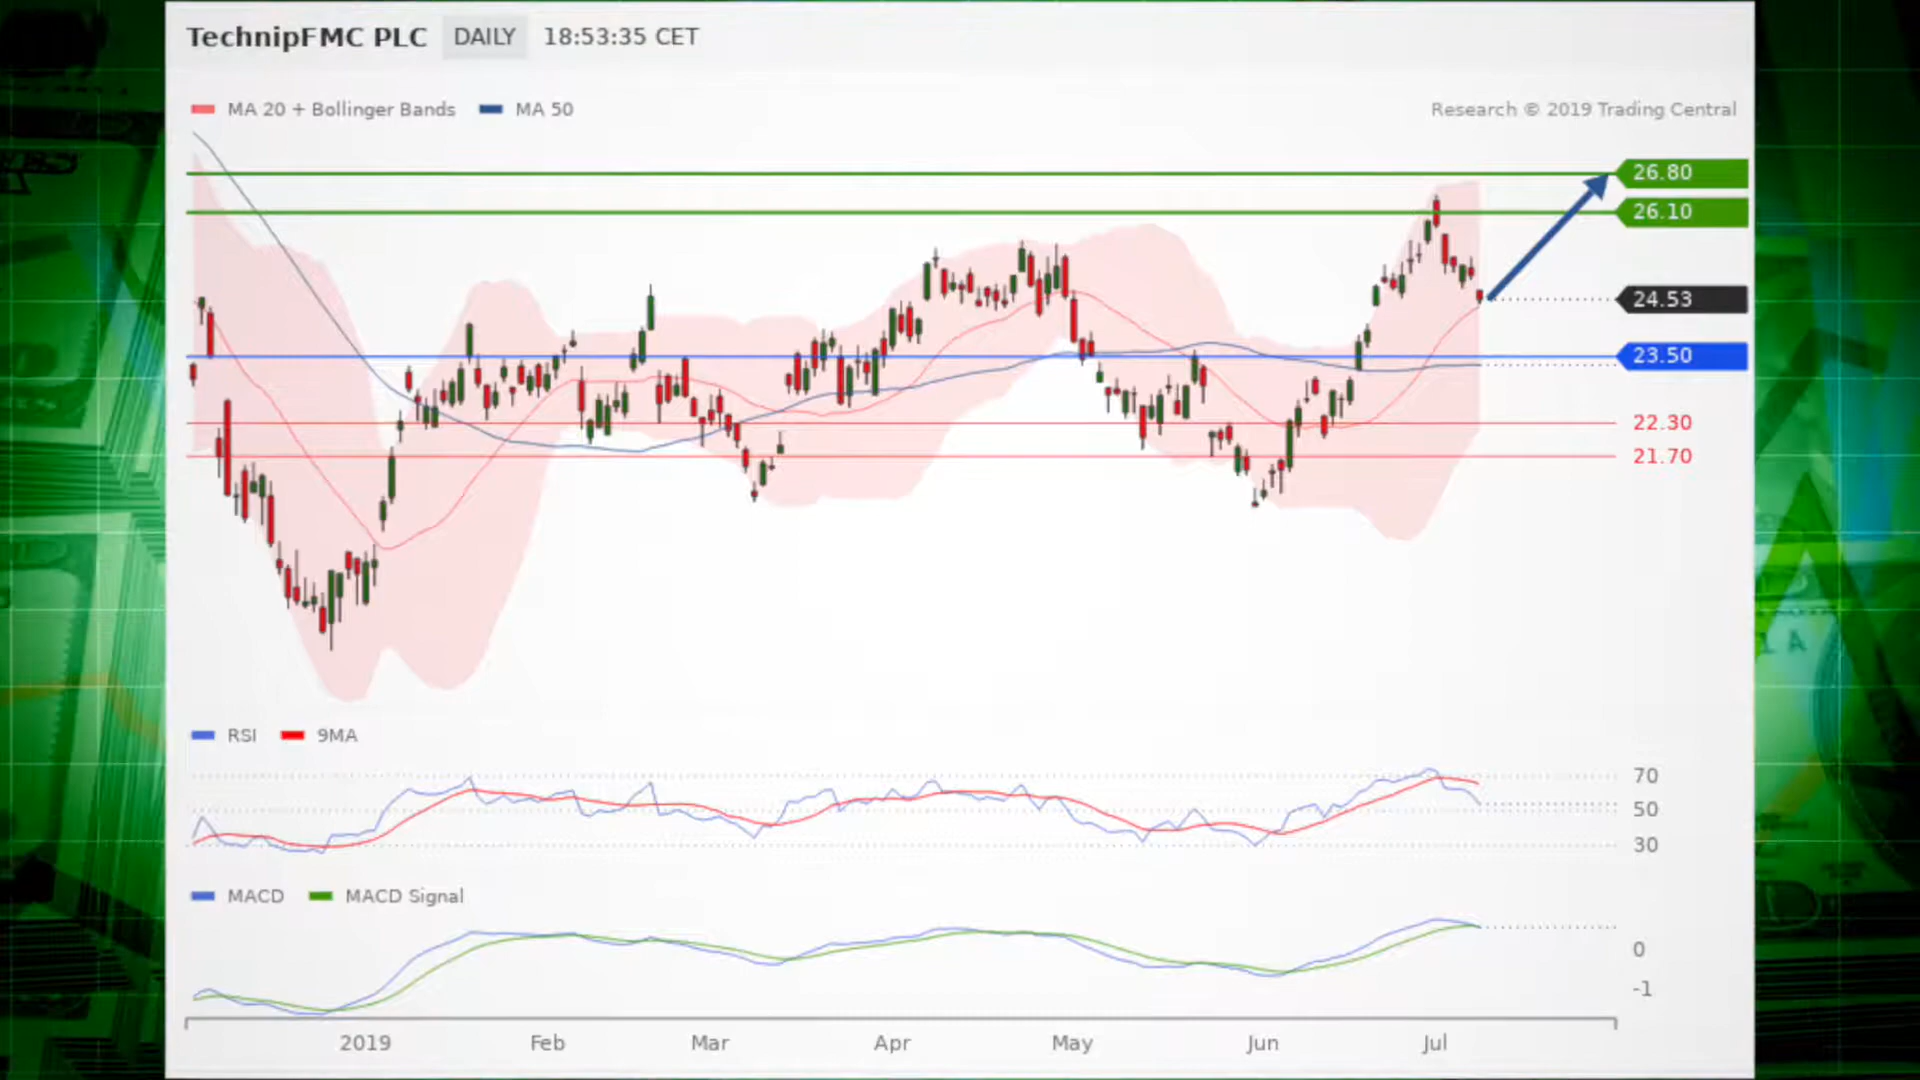 TechnipFMC PLC DAILY 18:53:35 CET
MA 20 + Bollinger Bands MA 50
Research © 2019 Trading Central
26.80
26.10
24.53
23.50
22.30
21.70
RSI 9MA
70
50
30
MACD MACD Signal
0
-1
2019 Feb Mar Apr May Jun Jul